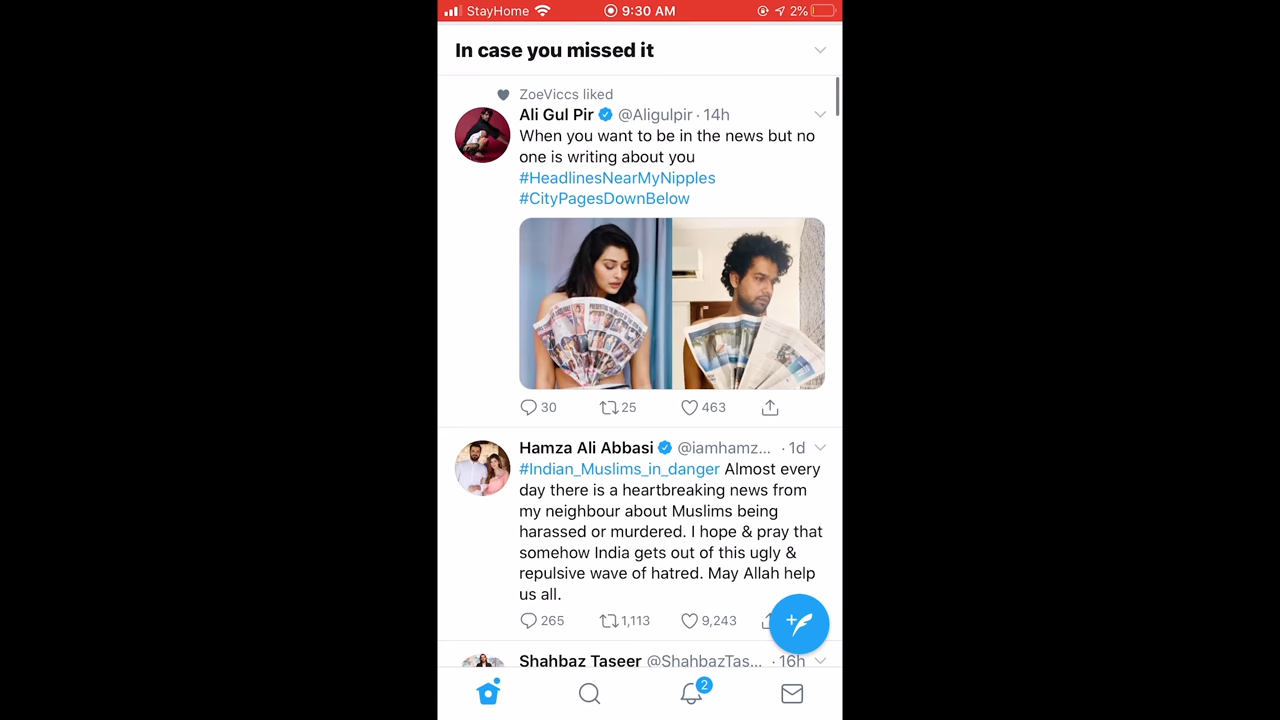 StayHome 9:30 AM 2%
In case you missed it
ZoeViccs liked
Ali Gul Pir @Aligulpir · 14h
When you want to be in the news but no
one is writing about you
#HeadlinesNearMyNipples
#CityPagesDownBelow
30 25 463
Hamza Ali Abbasi @iamhamz... · 1d
#Indian_Muslims_in_danger Almost every
day there is a heartbreaking news from
my neighbour about Muslims being
harassed or murdered. I hope & pray that
somehow India gets out of this ugly &
repulsive wave of hatred. May Allah help
us all.
265 1,113 9,243
Shahbaz Taseer @ShahbazTas... · 16h
2